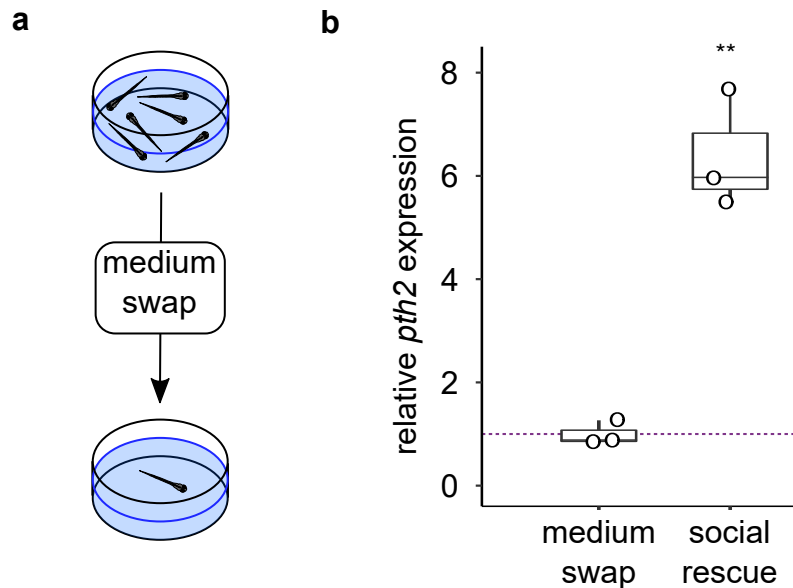 a
medium
swap
b
**
relative pth2 expression
8
6
4
2
0
medium
swap
social
rescue